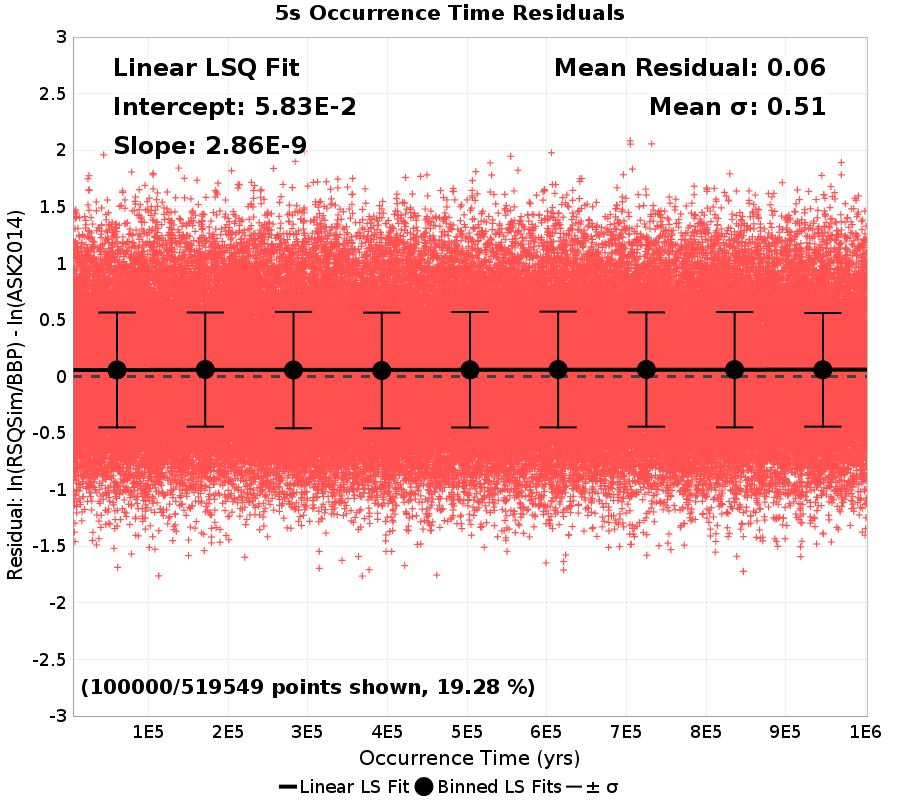 5s Occurrence Time Residuals
Linear LSQ Fit
Intercept: 5.83E-2
Slope: 2.86E-9
Mean Residual: 0.06
Mean σ: 0.51
Residual: ln(RSQSim/BBP) - ln(ASK2014)
3
2.5
2
1.5
1
0.5
0
-0.5
-1
-1.5
-2
-2.5
-3
(100000/519549 points shown, 19.28 %)
1E5 2E5 3E5 4E5 5E5 6E5 7E5 8E5 9E5 1E6
Occurrence Time (yrs)
Linear LS Fit Binned LS Fits ± σ